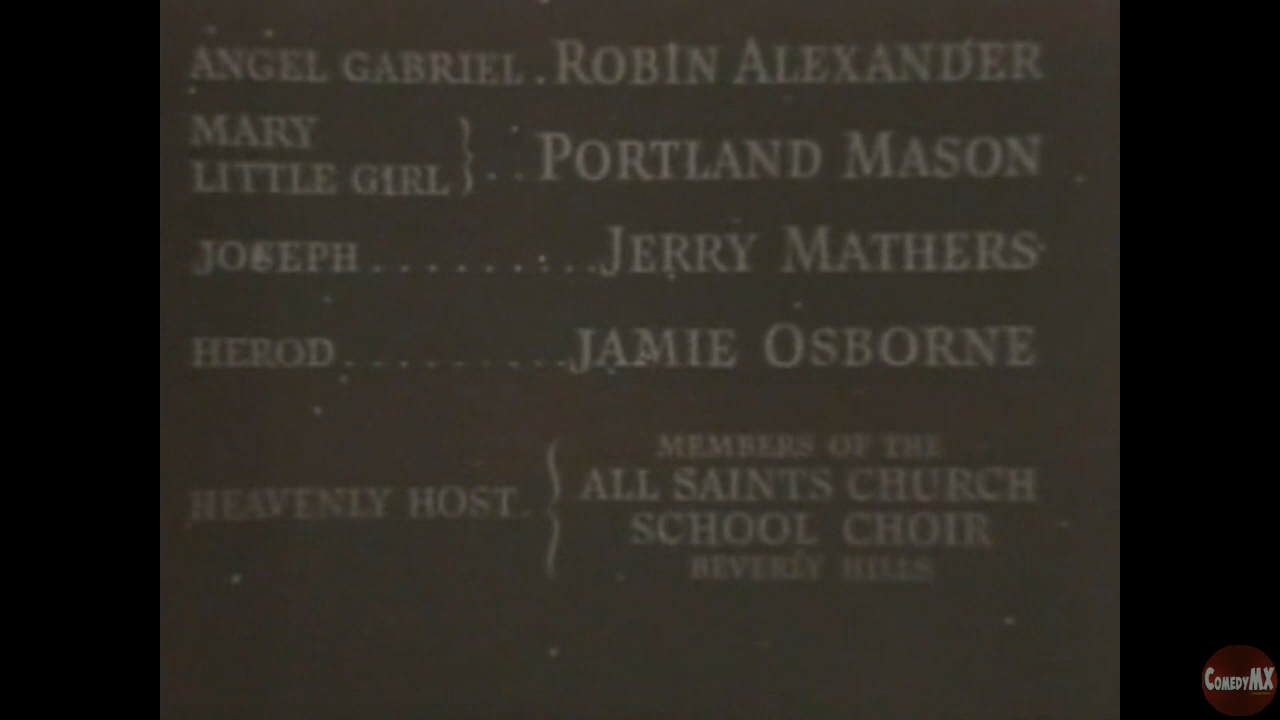 ANGEL GABRIEL . ROBIN ALEXANDER
MARY
LITTLE GIRL } . . PORTLAND MASON
JOSEPH . . . . . . . . . JERRY MATHERS
HEROD . . . . . . . . . JAMIE OSBORNE
MEMBERS OF THE
HEAVENLY HOST . { ALL SAINTS CHURCH
SCHOOL CHOIR
BEVERLY HILLS
COMEDYMX